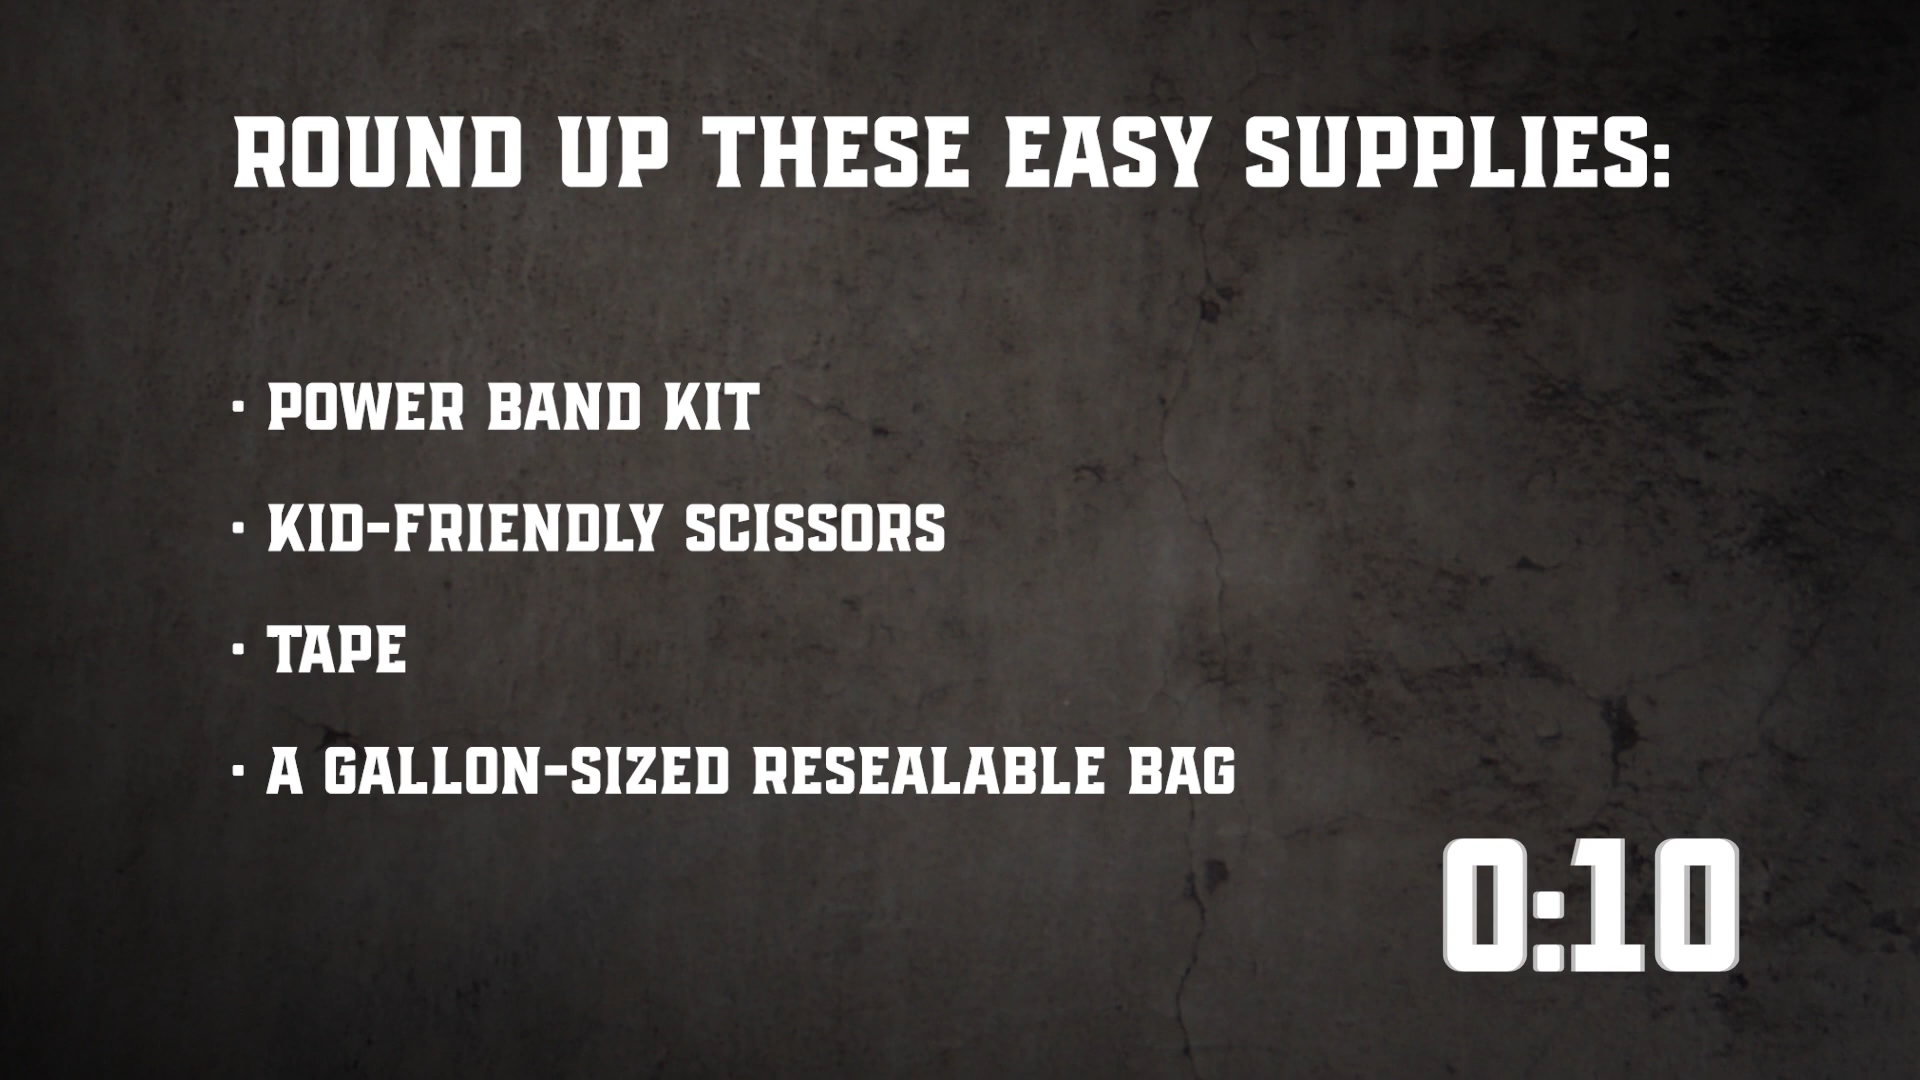 ROUND UP THESE EASY SUPPLIES:
· POWER BAND KIT
· KID-FRIENDLY SCISSORS
· TAPE
· A GALLON-SIZED RESEALABLE BAG
0:10